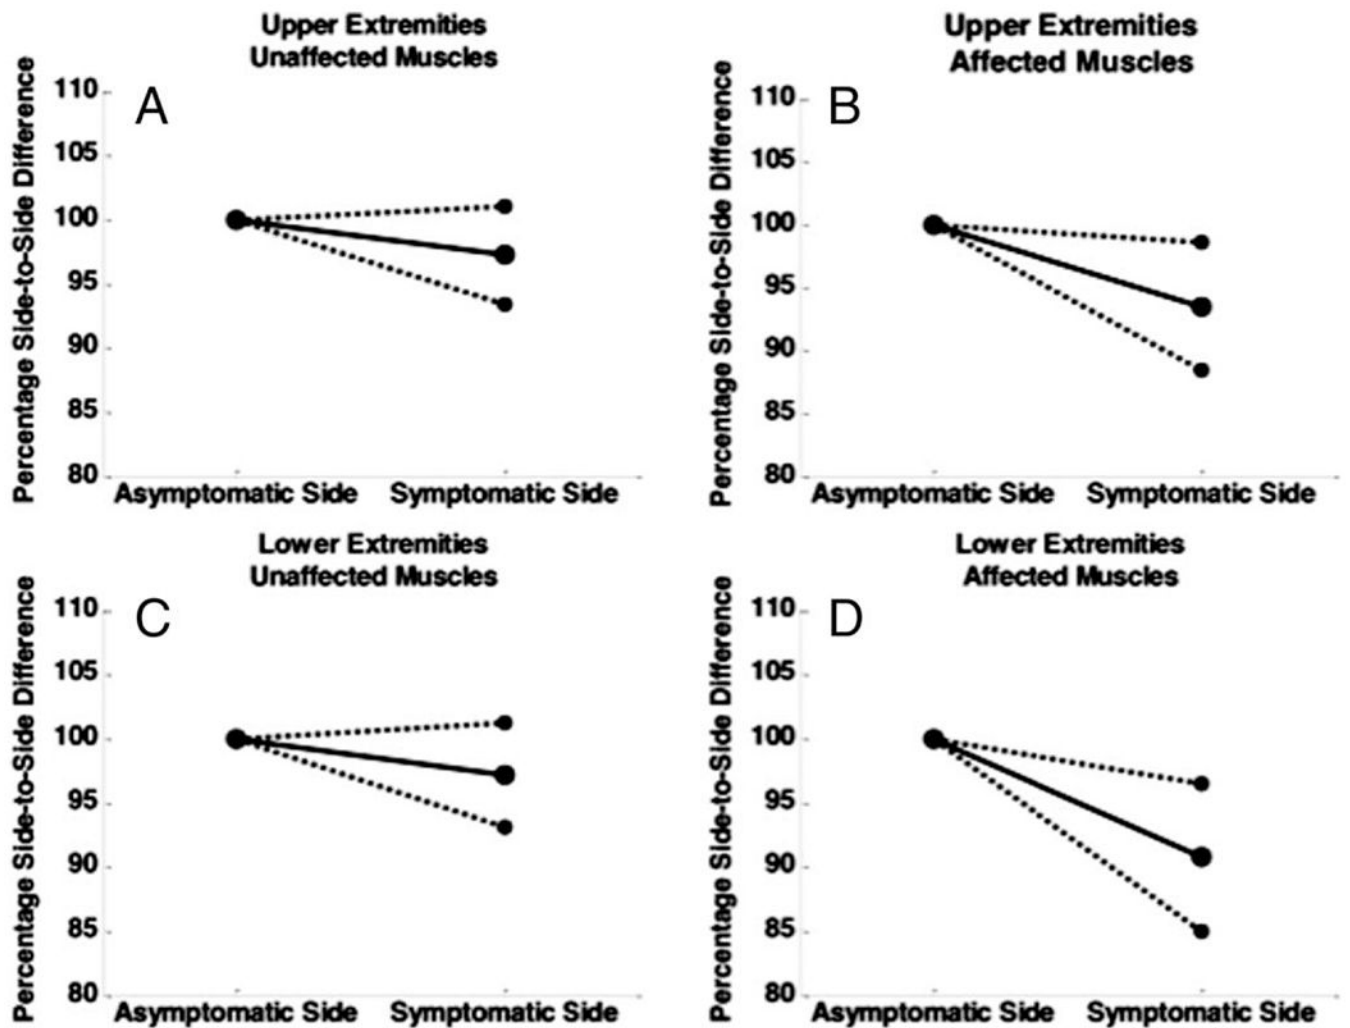 Upper Extremities
Unaffected Muscles
A
Percentage Side-to-Side Difference
110
105
100
95
90
85
80
Asymptomatic Side Symptomatic Side
Upper Extremities
Affected Muscles
B
Percentage Side-to-Side Difference
110
105
100
95
90
85
80
Asymptomatic Side Symptomatic Side
Lower Extremities
Unaffected Muscles
C
Percentage Side-to-Side Difference
110
105
100
95
90
85
80
Asymptomatic Side Symptomatic Side
Lower Extremities
Affected Muscles
D
Percentage Side-to-Side Difference
110
105
100
95
90
85
80
Asymptomatic Side Symptomatic Side